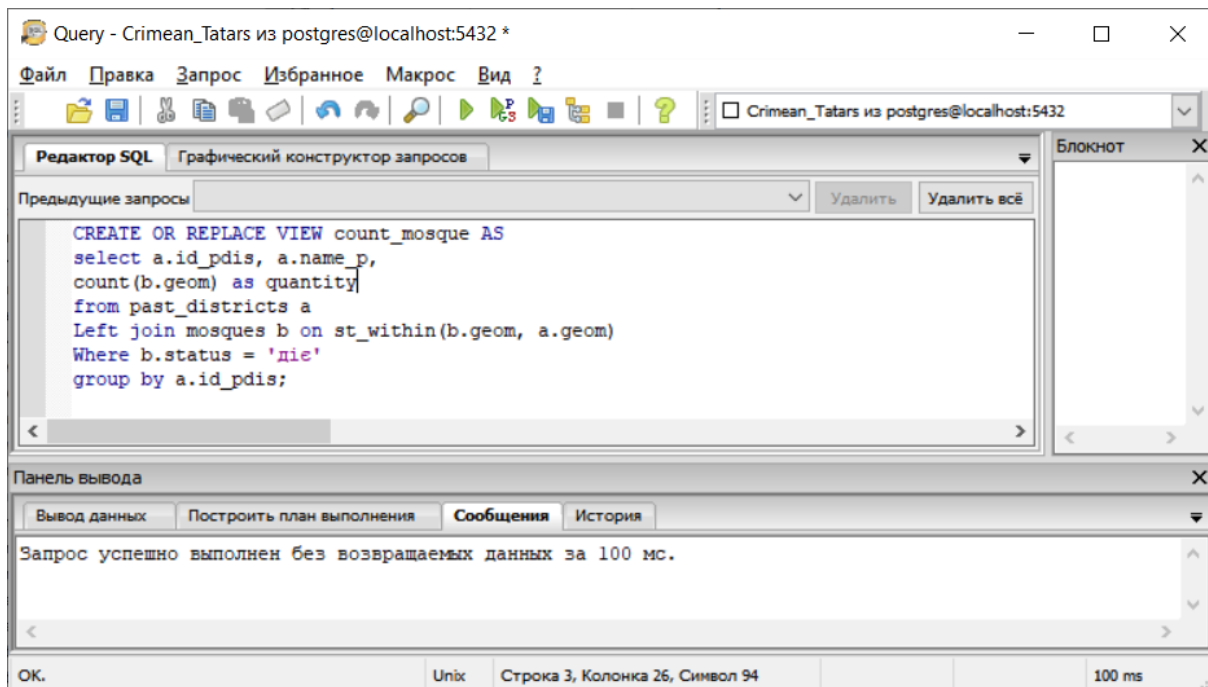 Query - Crimean_Tatars из postgres@localhost:5432 *
Файл Правка Запрос Избранное Макрос Вид ?
Crimean_Tatars из postgres@localhost:5432
Редактор SQL Графический конструктор запросов
Блокнот
Предыдущие запросы Удалить Удалить всё
CREATE OR REPLACE VIEW count_mosque AS
select a.id_pdis, a.name_p,
count(b.geom) as quantity
from past_districts a
Left join mosques b on st_within(b.geom, a.geom)
Where b.status = 'діє'
group by a.id_pdis;
Панель вывода
Вывод данных Построить план выполнения Сообщения История
Запрос успешно выполнен без возвращаемых данных за 100 мс.
OK. Unix Строка 3, Колонка 26, Символ 94 100 ms